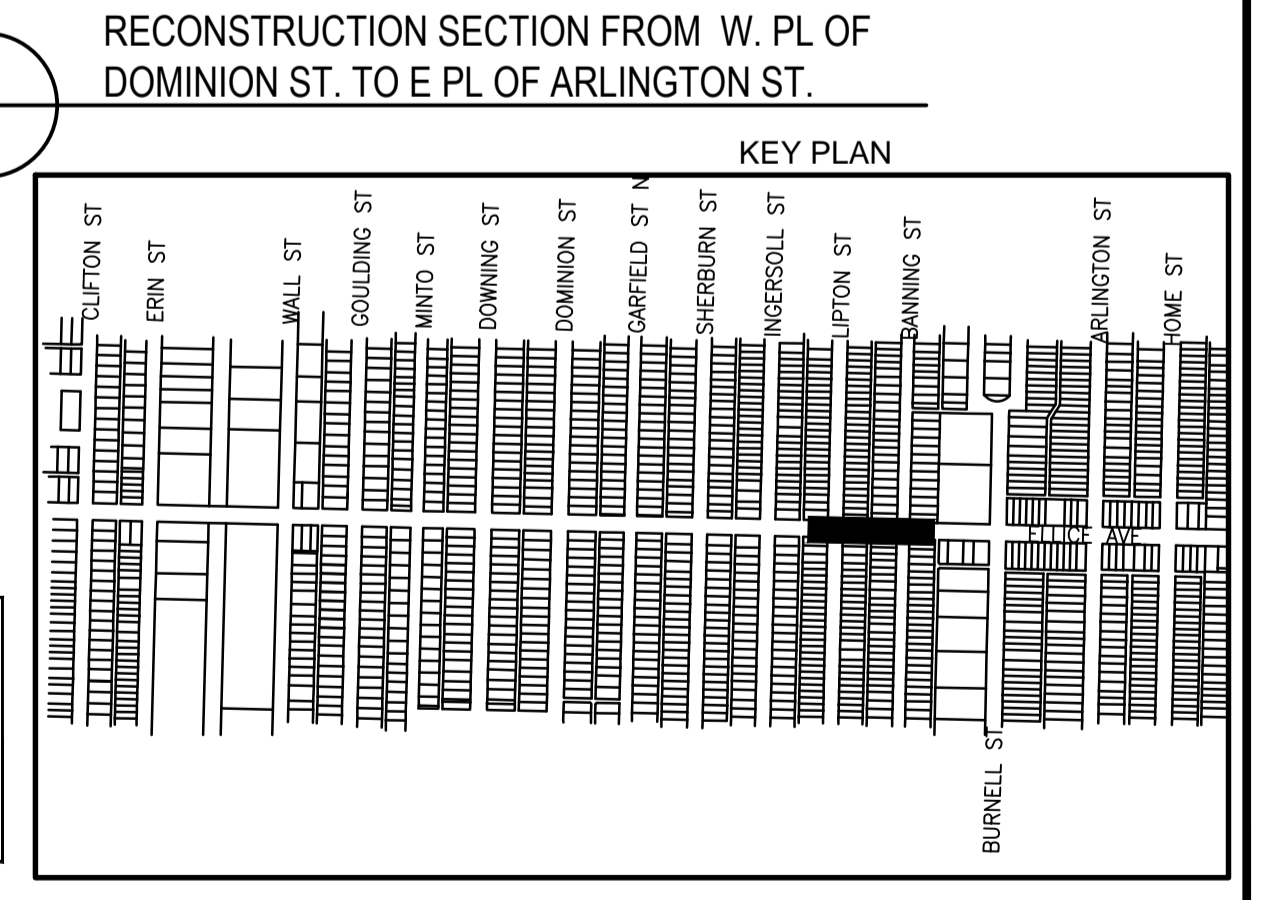 RECONSTRUCTION SECTION FROM W. PL OF
DOMINION ST. TO E PL OF ARLINGTON ST.
KEY PLAN
CLIFTON ST
ERIN ST
WALL ST
GOULDING ST
MINTO ST
DOWNING ST
DOMINION ST
GARFIELD ST N
SHERBURN ST
INGERSOLL ST
LIPTON ST
BANNING ST
ARLINGTON ST
HOME ST
ELLICE AVE
BURNELL ST